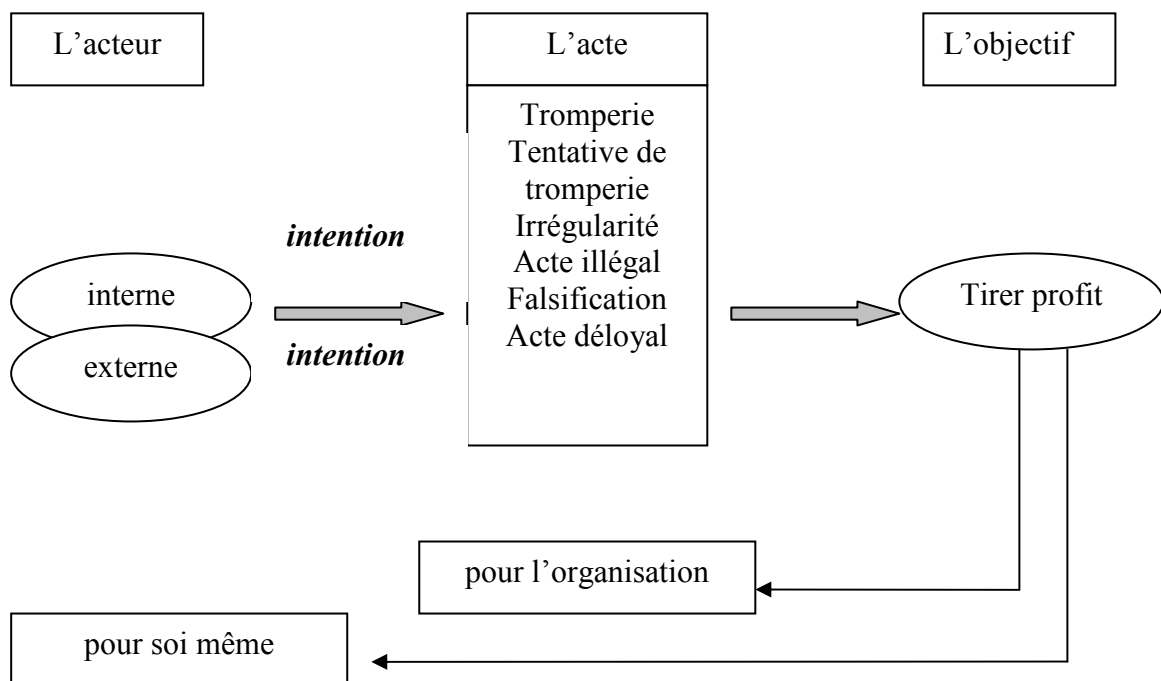 L’acteur
L’acte
L’objectif
Tromperie
Tentative de
tromperie
Irrégularité
Acte illégal
Falsification
Acte déloyal
intention
interne
Tirer profit
intention
externe
pour l’organisation
pour soi même